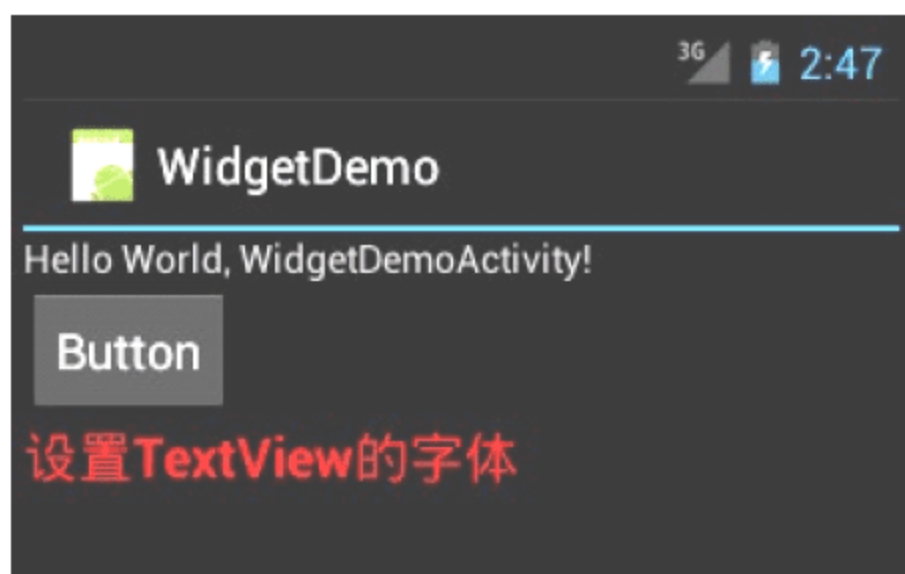 3G 2:47
WidgetDemo
Hello World, WidgetDemoActivity!
Button
设置TextView的字体